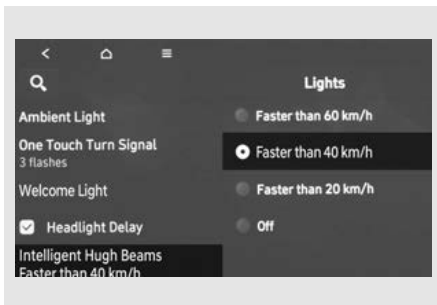 Lights
Ambient Light
One Touch Turn Signal
3 flashes
Welcome Light
Headlight Delay
Intelligent Hugh Beams
Faster than 40 km/h
Faster than 60 km/h
Faster than 40 km/h
Faster than 20 km/h
Off